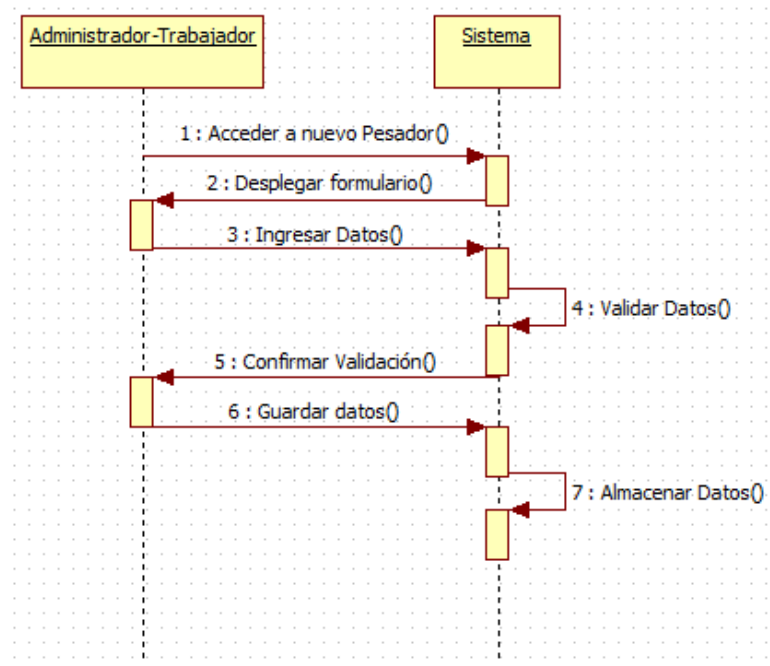 Administrador-Trabajador
Sistema
1 : Acceder a nuevo Pesador()
2 : Desplegar formulario()
3 : Ingresar Datos()
4 : Validar Datos()
5 : Confirmar Validación()
6 : Guardar datos()
7 : Almacenar Datos()